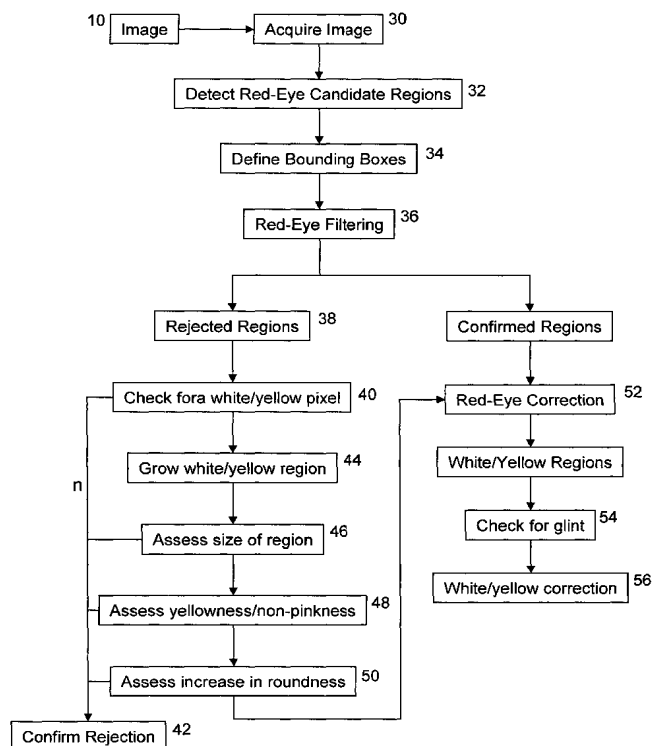 10 Image
Acquire Image 30
Detect Red-Eye Candidate Regions 32
Define Bounding Boxes 34
Red-Eye Filtering 36
Rejected Regions 38
Confirmed Regions
Check fora white/yellow pixel 40
Red-Eye Correction 52
Grow white/yellow region 44
White/Yellow Regions
n
Assess size of region 46
Check for glint 54
Assess yellowness/non-pinkness 48
White/yellow correction 56
Assess increase in roundness 50
Confirm Rejection 42